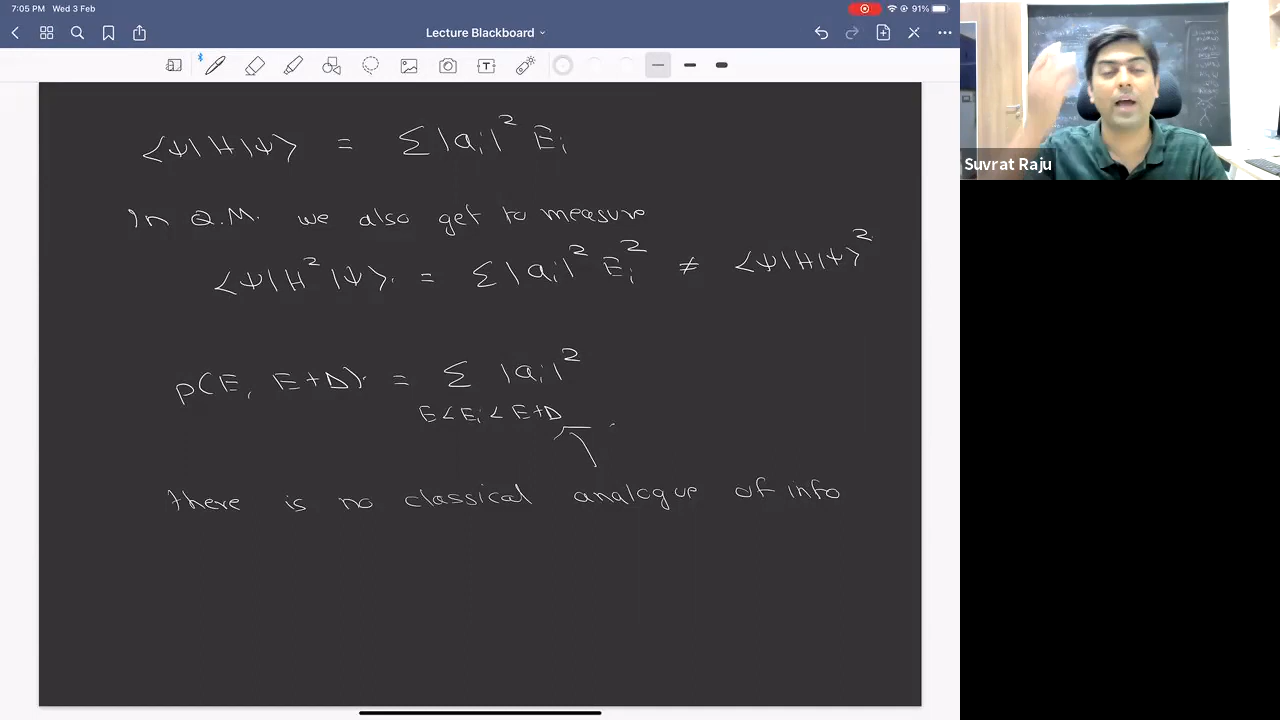 7:05 PM Wed 3 Feb
91%
Lecture Blackboard
⟨ψ|H|ψ⟩ = Σ|aᵢ|² Eᵢ
In Q.M. we also get to measure
⟨ψ|H²|ψ⟩. = Σ|aᵢ|² Eᵢ² ≠ ⟨ψ|H|ψ⟩²
p(E, E+Δ) = Σ |aᵢ|²
E < Eᵢ < E+Δ
there is no classical analogue of info
Suvrat Raju